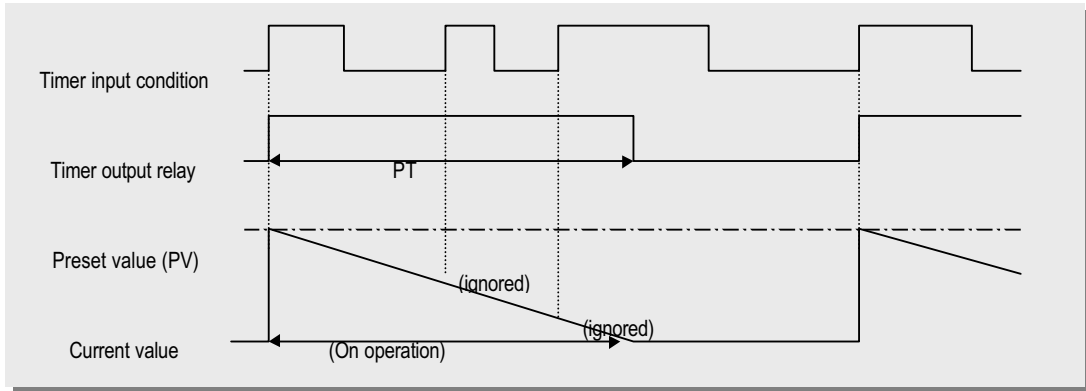 Timer input condition
Timer output relay
PT
Preset value (PV)
(ignored)
(ignored)
Current value
(On operation)